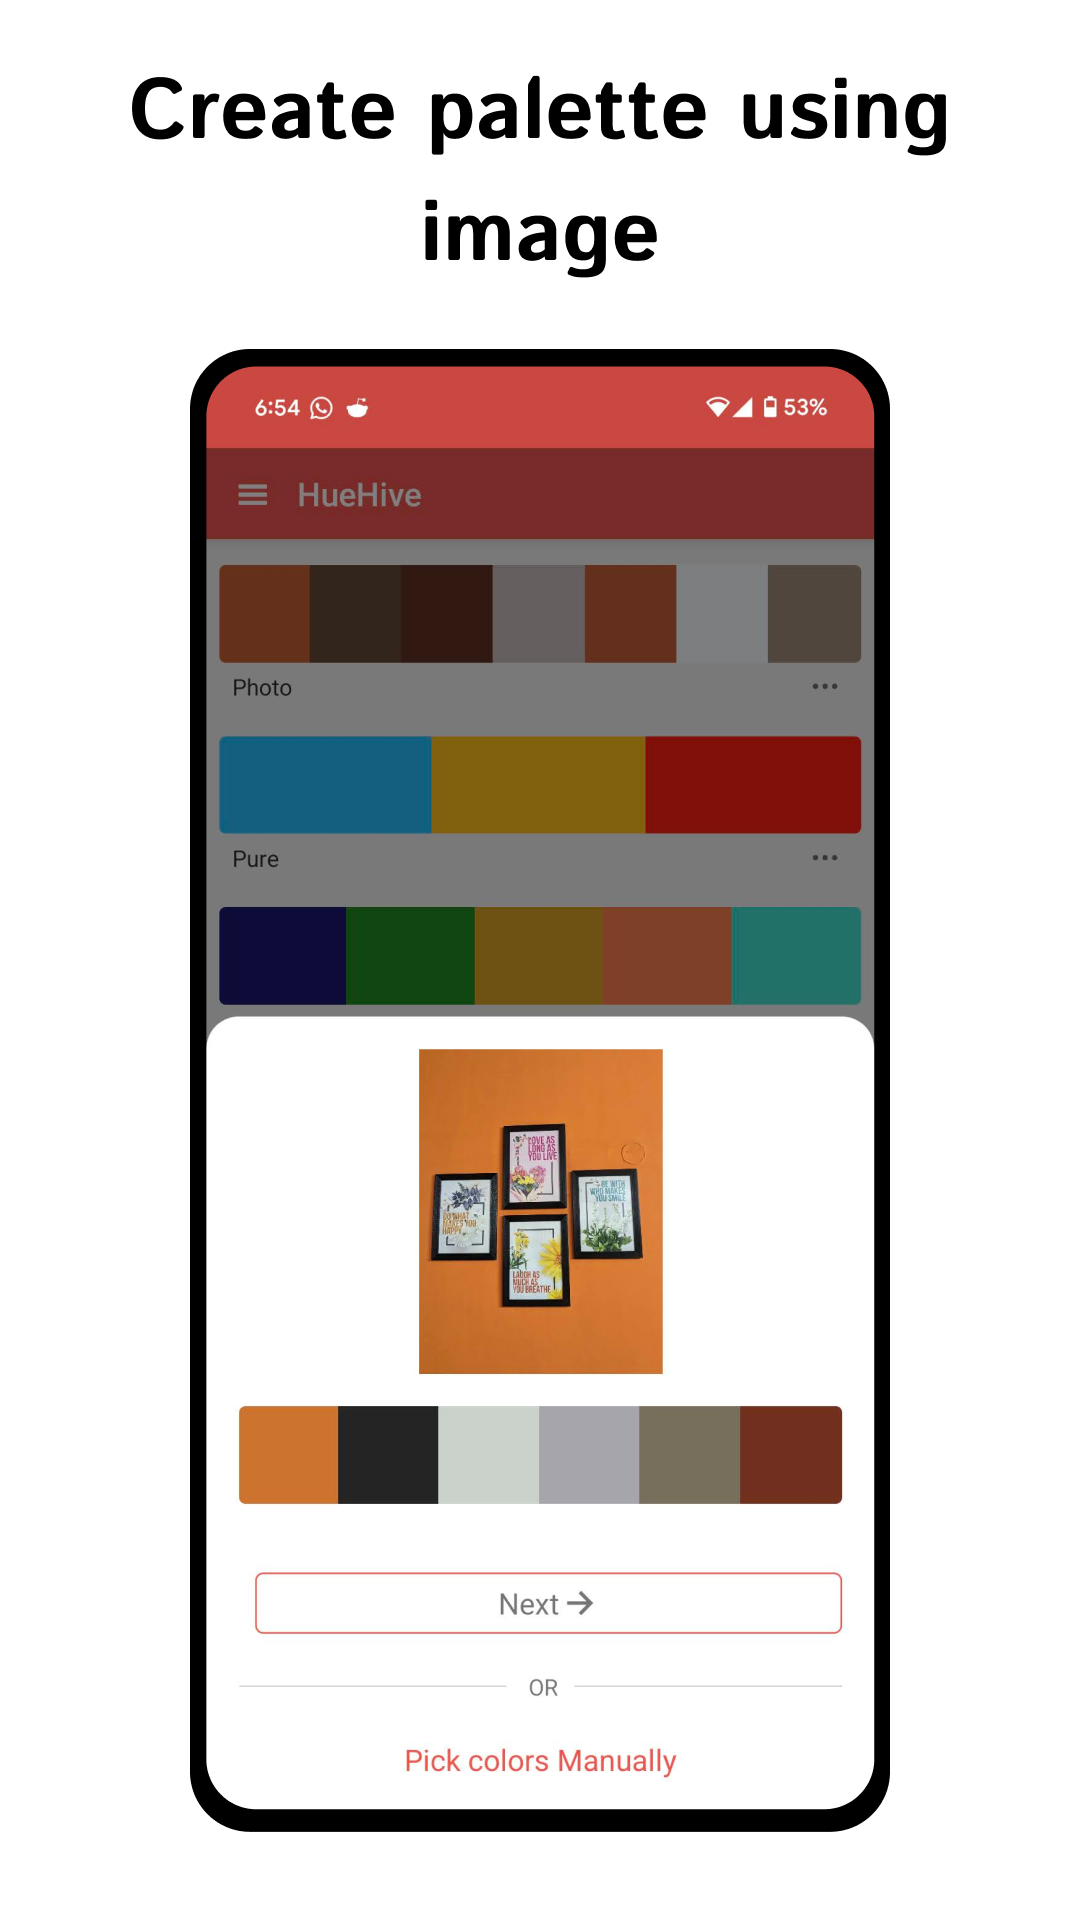 Create palette using
image
6:54
53%
HueHive
Photo
Pure
LOVE AS
LONG AS
YOU LIVE
DO WHAT
MAKES YOU
HAPPY
BE WITH
WHO MAKES
YOU SMILE
LAUGH AS
MUCH AS
YOU BREATHE
Next
OR
Pick colors Manually